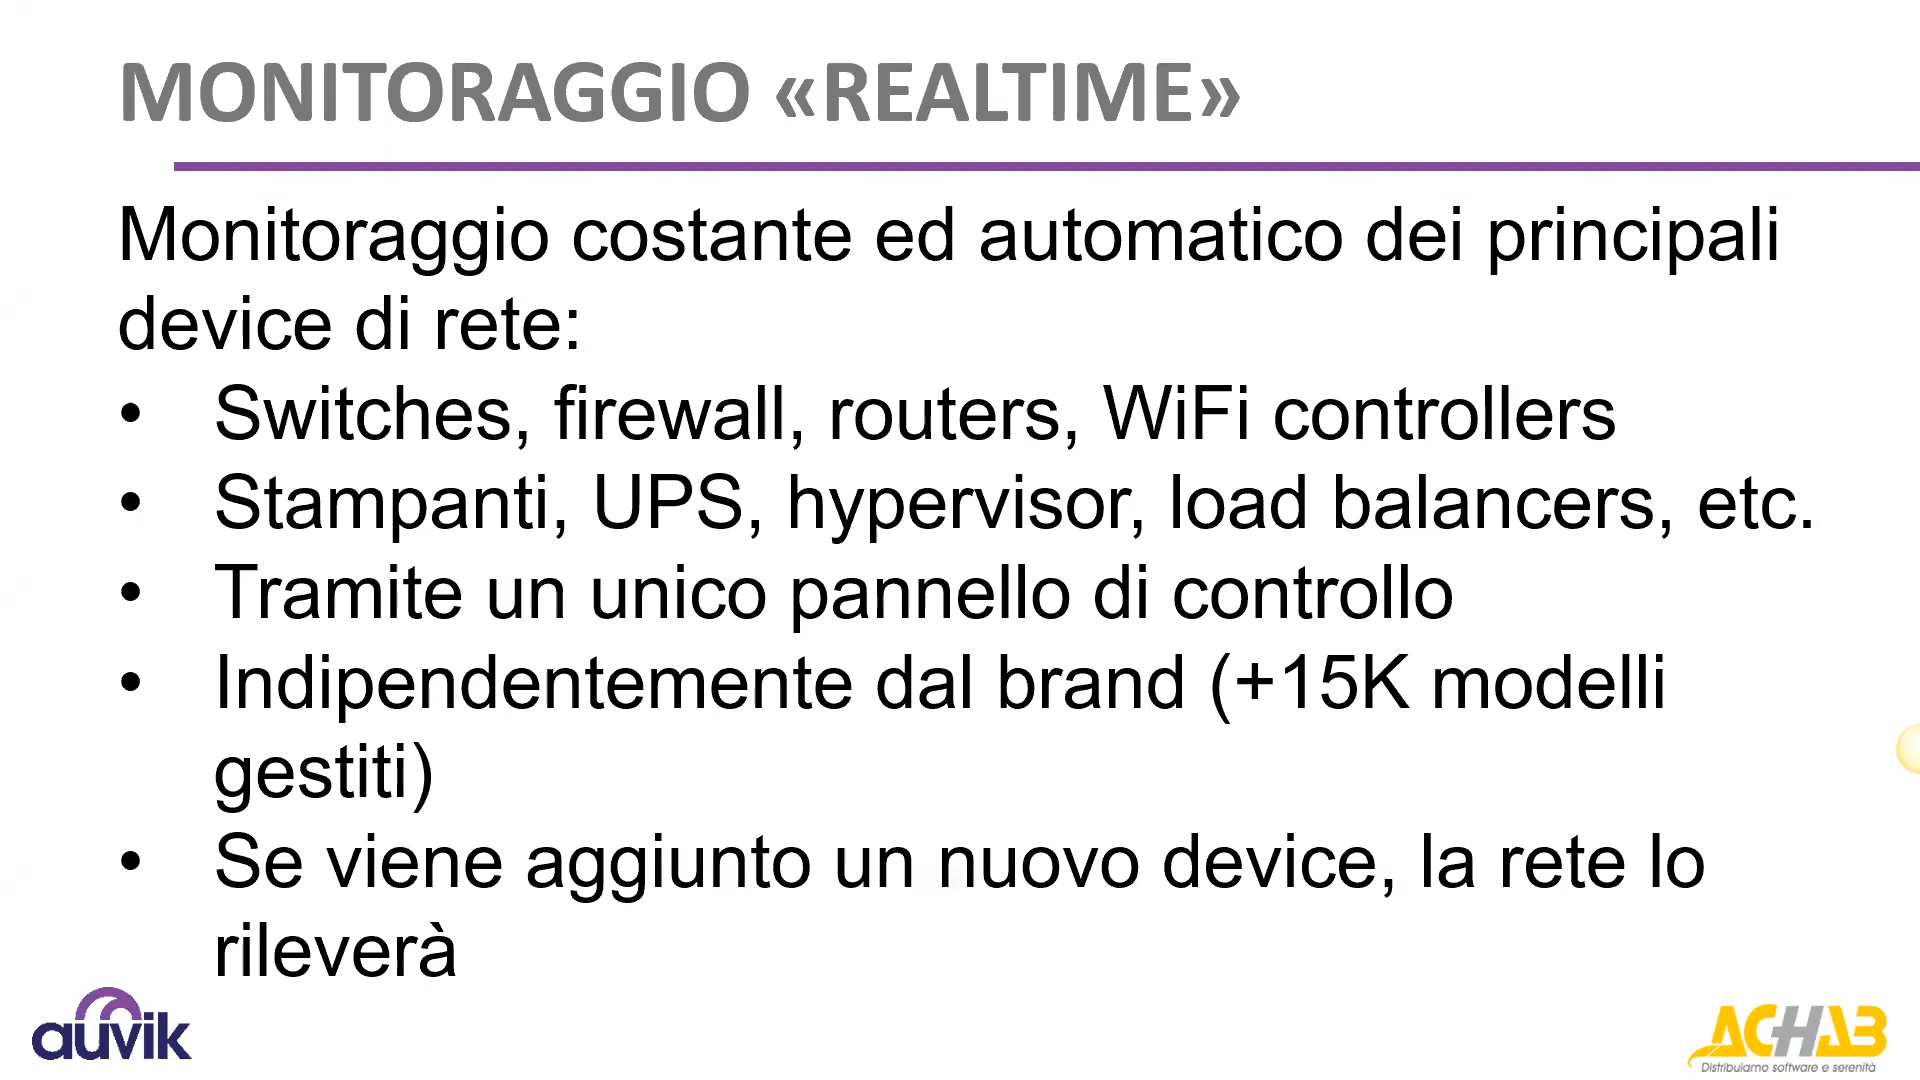 MONITORAGGIO «REALTIME»
Monitoraggio costante ed automatico dei principali
device di rete:
• Switches, firewall, routers, WiFi controllers
• Stampanti, UPS, hypervisor, load balancers, etc.
• Tramite un unico pannello di controllo
• Indipendentemente dal brand (+15K modelli
gestiti)
• Se viene aggiunto un nuovo device, la rete lo
rileverà
auvik
ACHAB
Distribuiamo software e serenità